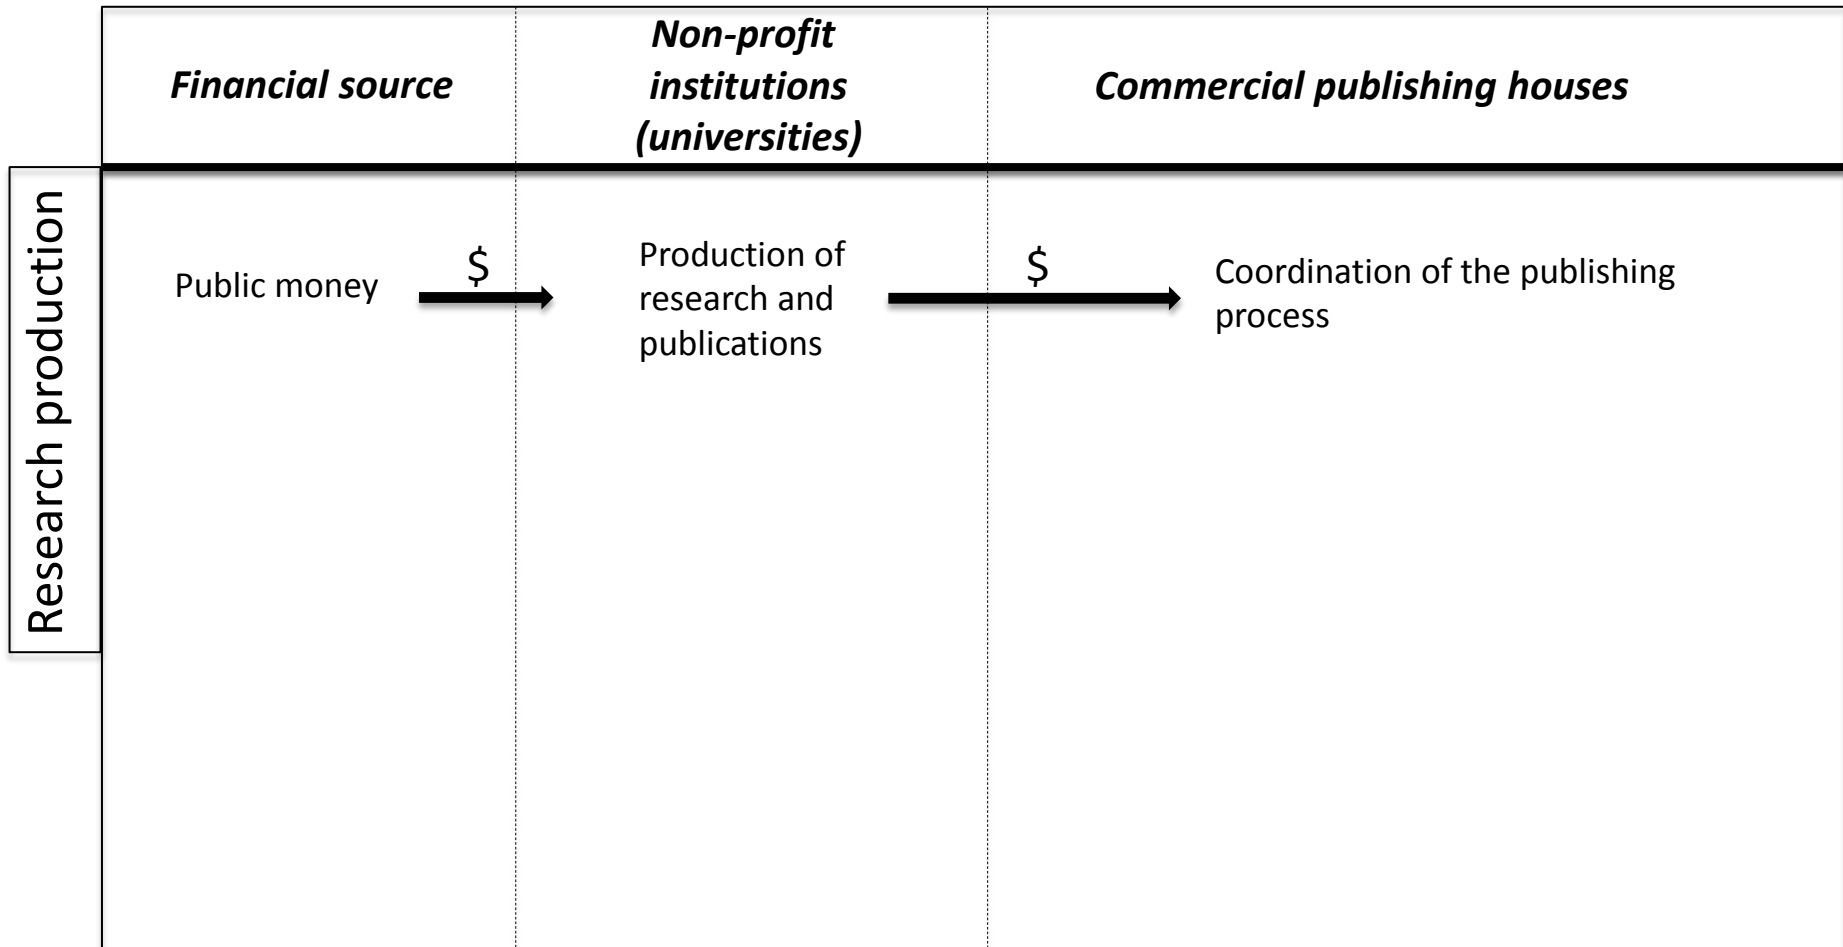 Financial source
Non-profit
institutions
(universities)
Commercial publishing houses
Research production
Public money
$
Production of
research and
publications
$
Coordination of the publishing
process